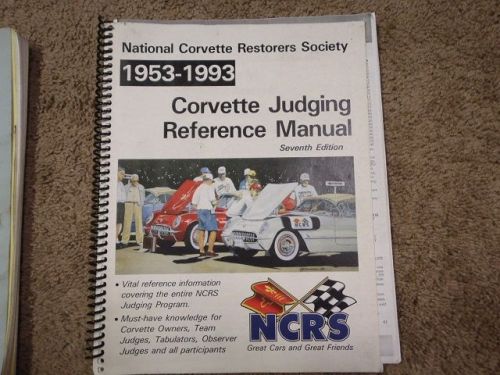 National Corvette Restorers Society
1953-1993
Corvette Judging
Reference Manual
Seventh Edition
• Vital reference information
covering the entire NCRS
Judging Program.
• Must-have knowledge for
Corvette Owners, Team
Judges, Tabulators, Observer
Judges and all participants
NCRS
Great Cars and Great Friends